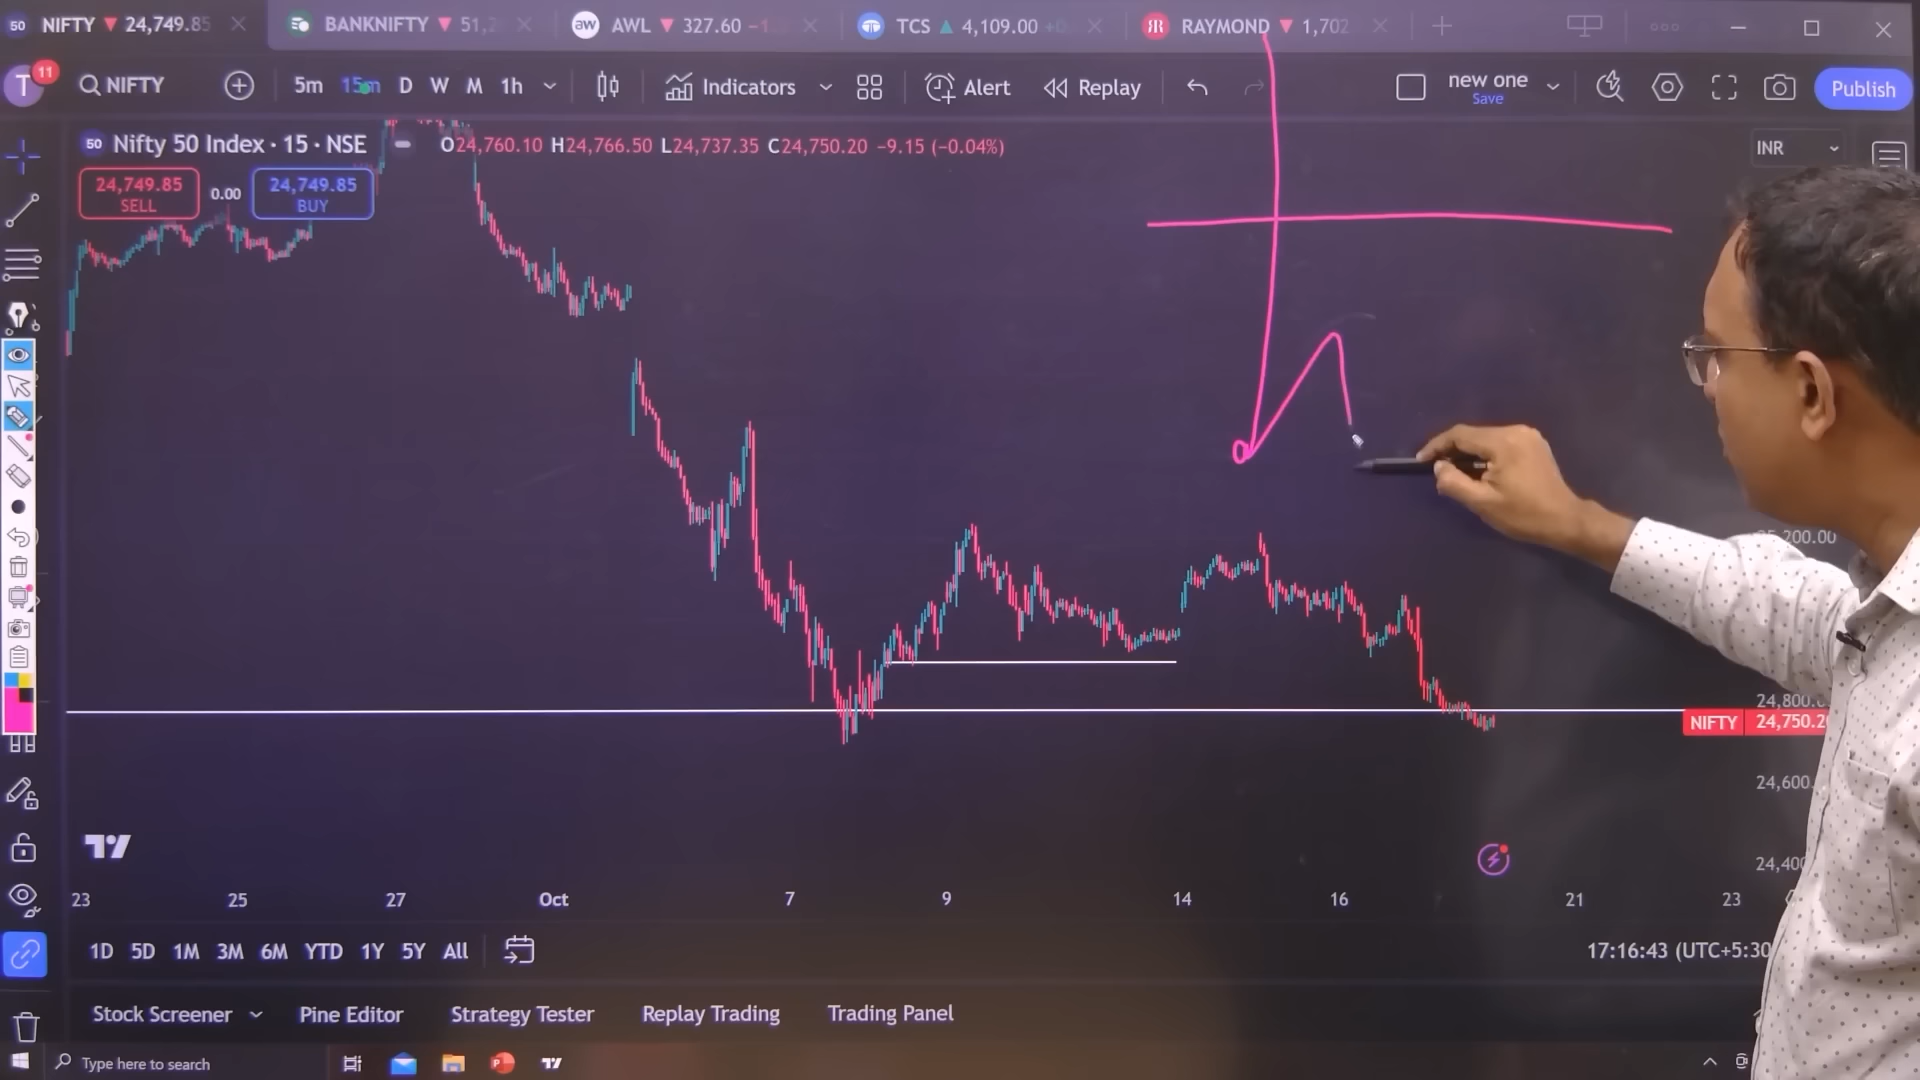 50 NIFTY ▼ 24,749.85
BANKNIFTY ▼ 51,2
aw AWL ▼ 327.60 −1
TCS ▲ 4,109.00 +0
RAYMOND ▼ 1,702
T 11 NIFTY 5m 15m D W M 1h Indicators Alert Replay new one Save Publish
50 Nifty 50 Index · 15 · NSE O24,760.10 H24,766.50 L24,737.35 C24,750.20 −9.15 (−0.04%)
INR
24,749.85 SELL
0.00
24,749.85 BUY
24,800.
NIFTY 24,750.20
24,600.
24,400
23 25 27 Oct 7 9 14 16 21 23
1D 5D 1M 3M 6M YTD 1Y 5Y All
17:16:43 (UTC+5:30
Stock Screener Pine Editor Strategy Tester Replay Trading Trading Panel
Type here to search